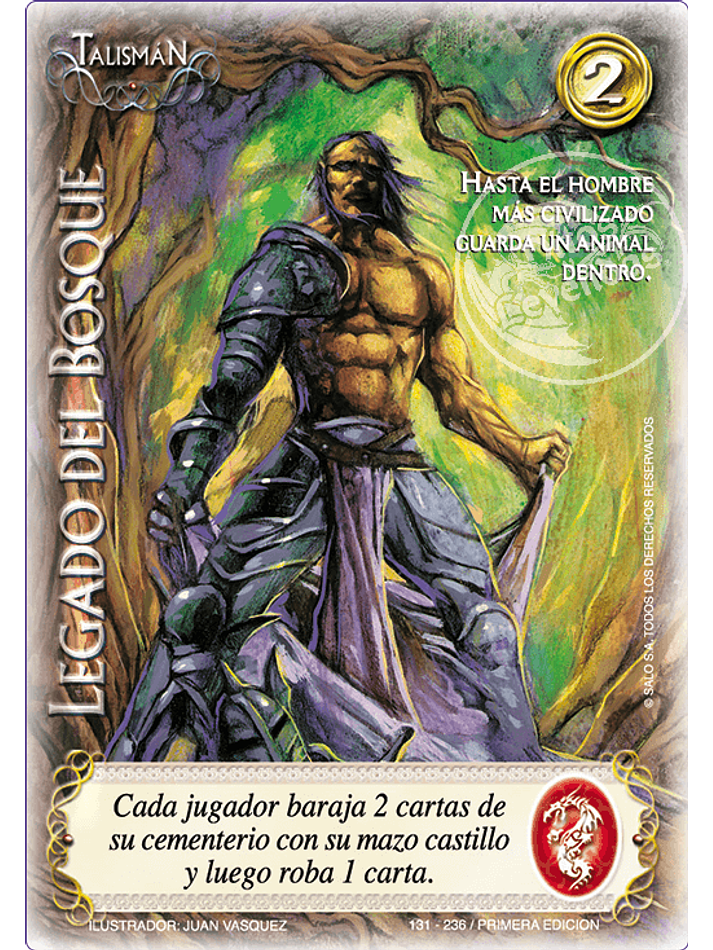 TALISMÁN
2
LEGADO DEL BOSQUE
HASTA EL HOMBRE
MÁS CIVILIZADO
GUARDA UN ANIMAL
DENTRO.
© SALO S.A. TODOS LOS DERECHOS RESERVADOS
Cada jugador baraja 2 cartas de
su cementerio con su mazo castillo
y luego roba 1 carta.
ILUSTRADOR: JUAN VASQUEZ
131 - 236 / PRIMERA EDICION